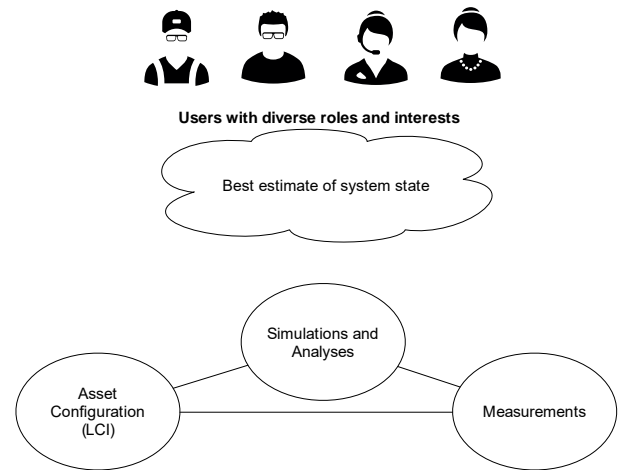 Users with diverse roles and interests
Best estimate of system state
Simulations and
Analyses
Asset
Configuration
(LCI)
Measurements